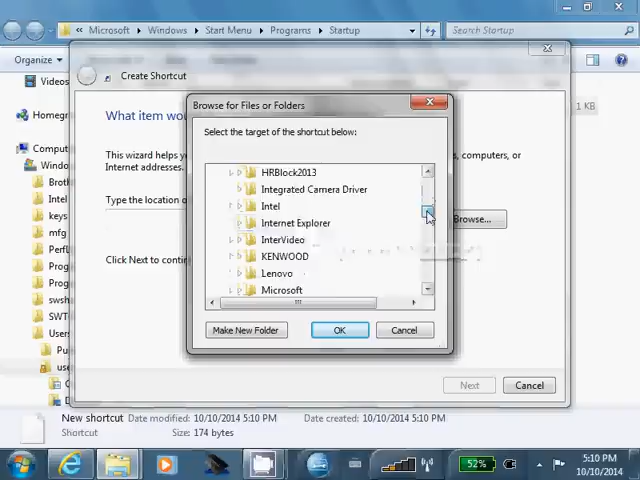 « Microsoft ▸ Windows ▸ Start Menu ▸ Programs ▸ Startup
Search Startup
Organize
Videos
Homegr
Comput
Window
Brot
Intel
keys
mfg
PerfL
Prog
Prog
swsh
SWTO
Users
Pu
use
Create Shortcut
What item wou
This wizard helps y
s, computers, or
Internet addresses.
Type the location o
Browse...
Click Next to contin
1 KB
Browse for Files or Folders
Select the target of the shortcut below:
HRBlock2013
Integrated Camera Driver
Intel
Internet Explorer
InterVideo
KENWOOD
Lenovo
Microsoft
Make New Folder
OK
Cancel
Next
Cancel
New shortcut
Date modified: 10/10/2014 5:10 PM
Date created: 10/10/2014 5:10 PM
Shortcut
Size: 174 bytes
52%
5:10 PM
10/10/2014